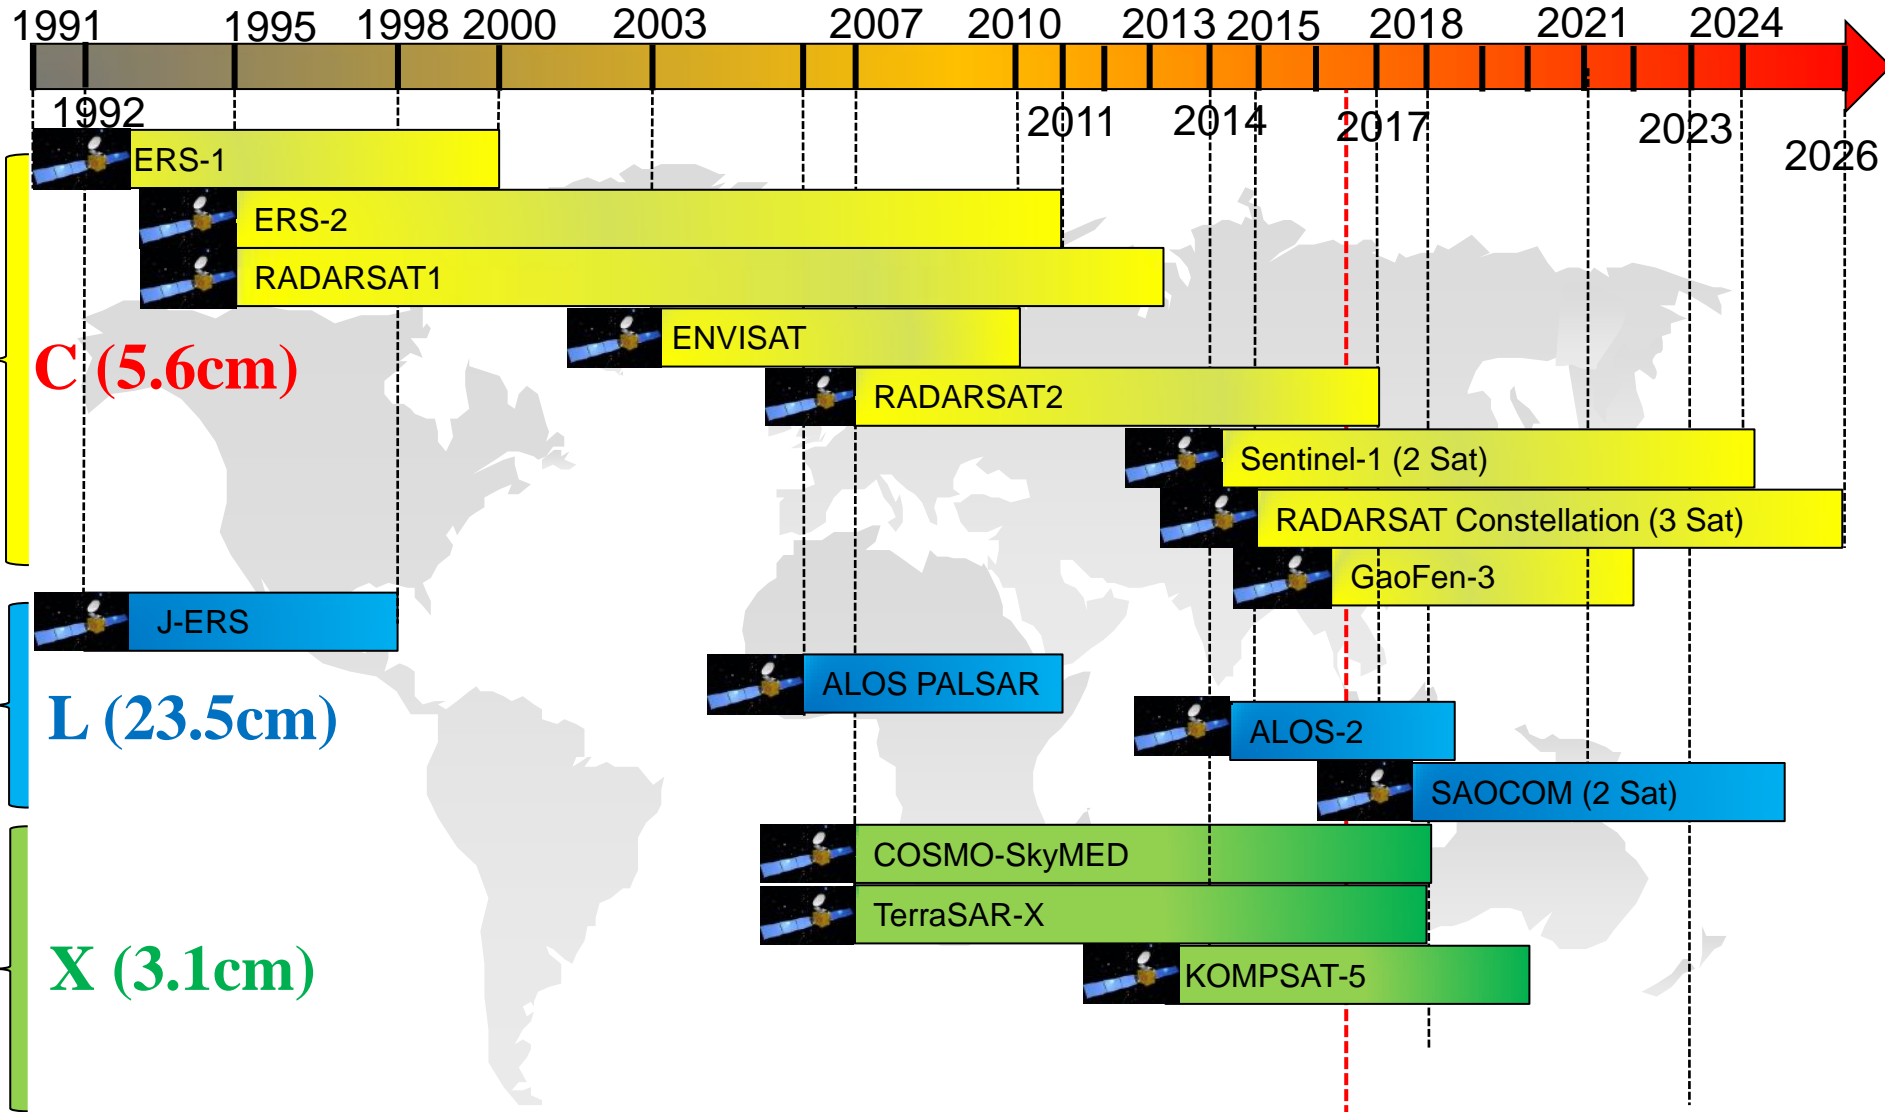 1991 1995 1998 2000 2003 2007 2010 2013 2015 2018 2021 2024
1992 2011 2014 2017 2023 2026
ERS-1
ERS-2
RADARSAT1
ENVISAT
C (5.6cm)
RADARSAT2
Sentinel-1 (2 Sat)
RADARSAT Constellation (3 Sat)
GaoFen-3
J-ERS
ALOS PALSAR
L (23.5cm)
ALOS-2
SAOCOM (2 Sat)
COSMO-SkyMED
TerraSAR-X
X (3.1cm)
KOMPSAT-5